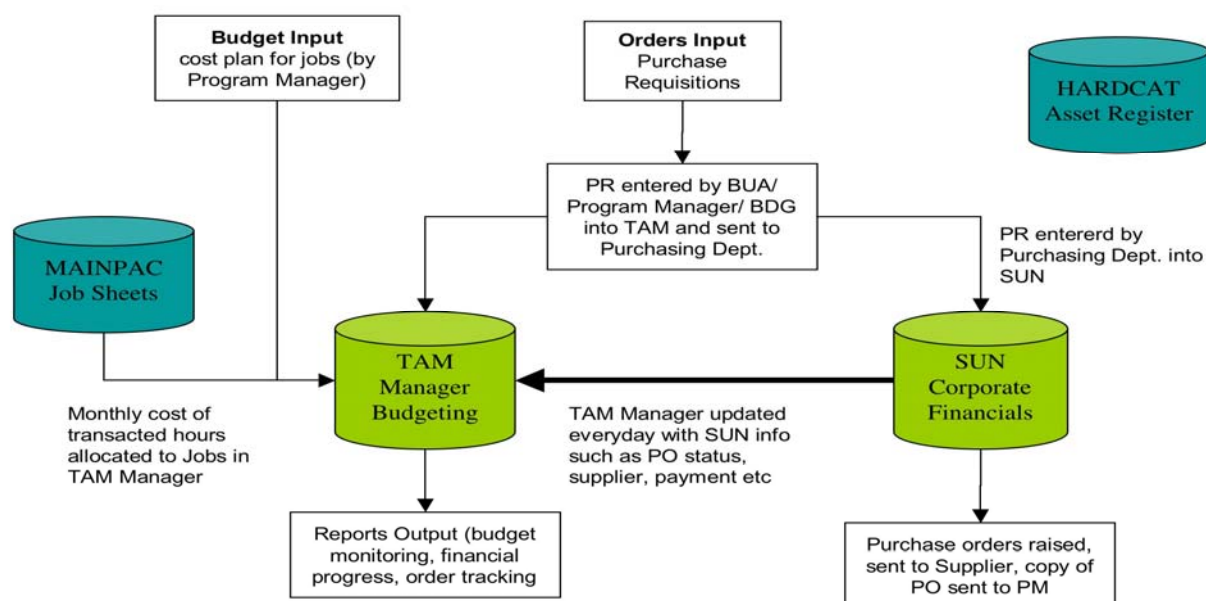 Budget Input
cost plan for jobs (by
Program Manager)
Orders Input
Purchase
Requisitions
HARDCAT
Asset Register
PR entered by BUA/
Program Manager/ BDG
into TAM and sent to
Purchasing Dept.
MAINPAC
Job Sheets
PR entererd by
Purchasing Dept. into
SUN
TAM
Manager
Budgeting
SUN
Corporate
Financials
Monthly cost of
transacted hours
allocated to Jobs in
TAM Manager
TAM Manager updated
everyday with SUN info
such as PO status,
supplier, payment etc
Reports Output (budget
monitoring, financial
progress, order tracking
Purchase orders raised,
sent to Supplier, copy of
PO sent to PM